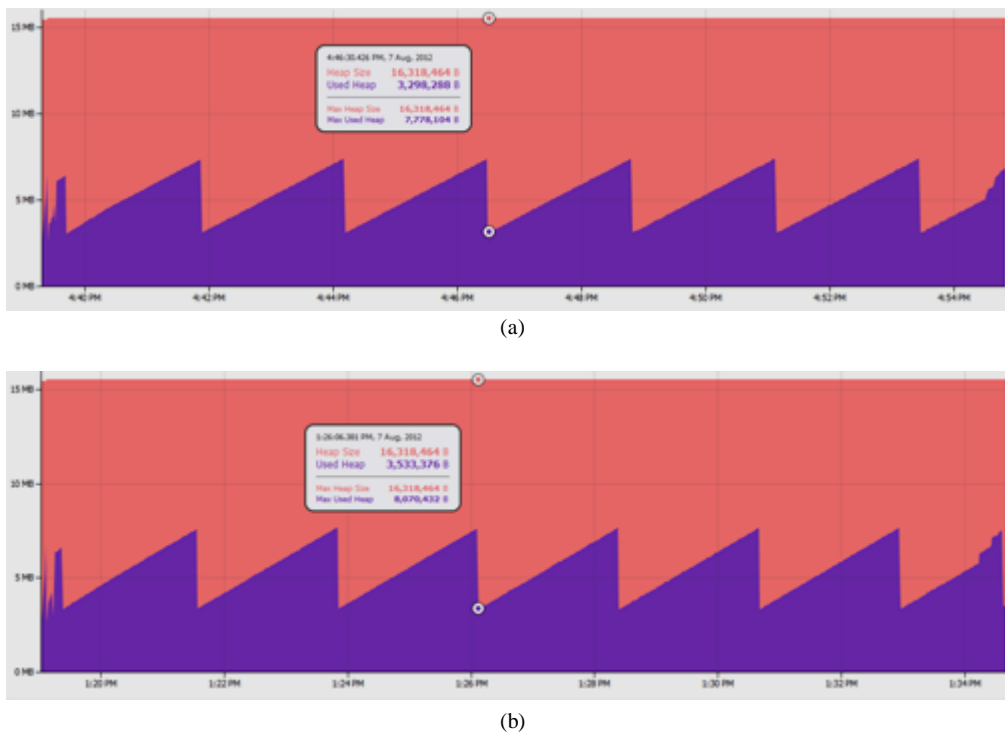 15 MB
4:46:30.426 PM, 7 Aug, 2012
Heap Size 16,318,464 B
Used Heap 3,298,288 B
10 MB
Max Heap Size 16,318,464 B
Max Used Heap 7,778,104 B
5 MB
0 MB
4:40 PM 4:42 PM 4:44 PM 4:46 PM 4:48 PM 4:50 PM 4:52 PM 4:54 PM
(a)
15 MB
1:26:06.381 PM, 7 Aug, 2012
Heap Size 16,318,464 B
Used Heap 3,533,376 B
10 MB
Max Heap Size 16,318,464 B
Max Used Heap 8,070,432 B
5 MB
0 MB
1:20 PM 1:22 PM 1:24 PM 1:26 PM 1:28 PM 1:30 PM 1:32 PM 1:34 PM
(b)